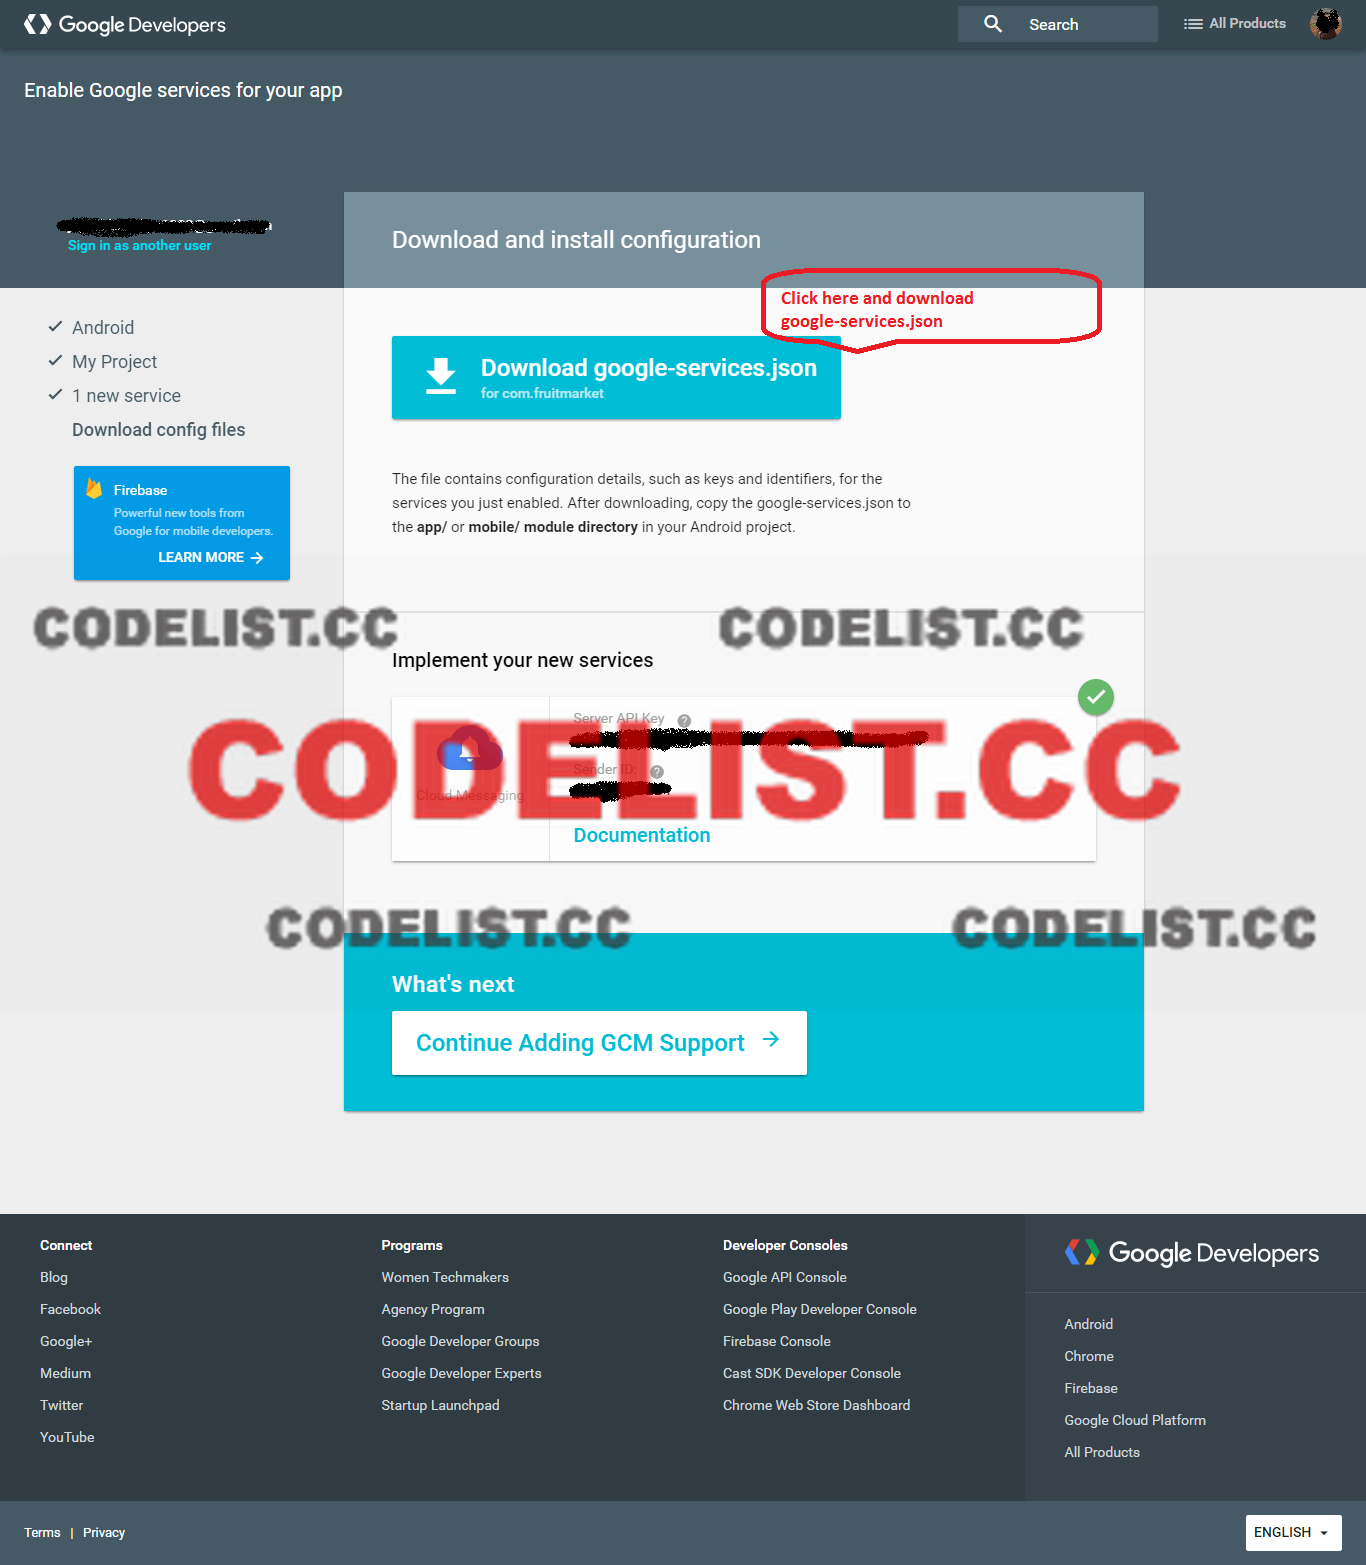 Google Developers
Search
All Products
Enable Google services for your app
Sign in as another user
Download and install configuration
Click here and download
google-services.json
Android
My Project
1 new service
Download config files
Download google-services.json
for com.fruitmarket
Firebase
Powerful new tools from
Google for mobile developers.
LEARN MORE
The file contains configuration details, such as keys and identifiers, for the
services you just enabled. After downloading, copy the google-services.json to
the app/ or mobile/ module directory in your Android project.
CODELIST.CC
CODELIST.CC
Implement your new services
Server API Key ?
CODELIST.CC
Sender ID: ?
Cloud Messaging
Documentation
CODELIST.CC
CODELIST.CC
What's next
Continue Adding GCM Support
Connect
Blog
Facebook
Google+
Medium
Twitter
YouTube
Programs
Women Techmakers
Agency Program
Google Developer Groups
Google Developer Experts
Startup Launchpad
Developer Consoles
Google API Console
Google Play Developer Console
Firebase Console
Cast SDK Developer Console
Chrome Web Store Dashboard
Google Developers
Android
Chrome
Firebase
Google Cloud Platform
All Products
Terms | Privacy
ENGLISH